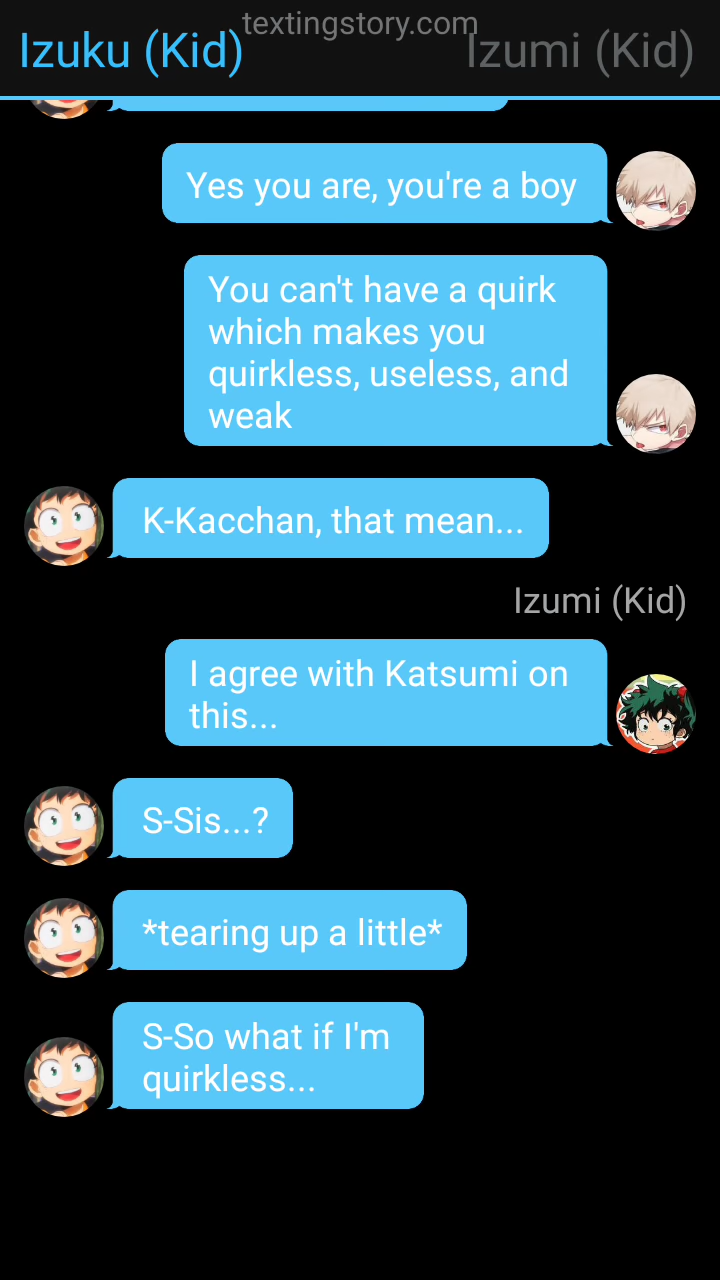 textingstory.com
Izuku (Kid)
Izumi (Kid)
Yes you are, you're a boy
You can't have a quirk
which makes you
quirkless, useless, and
weak
K-Kacchan, that mean...
Izumi (Kid)
I agree with Katsumi on
this...
S-Sis...?
*tearing up a little*
S-So what if I'm
quirkless...